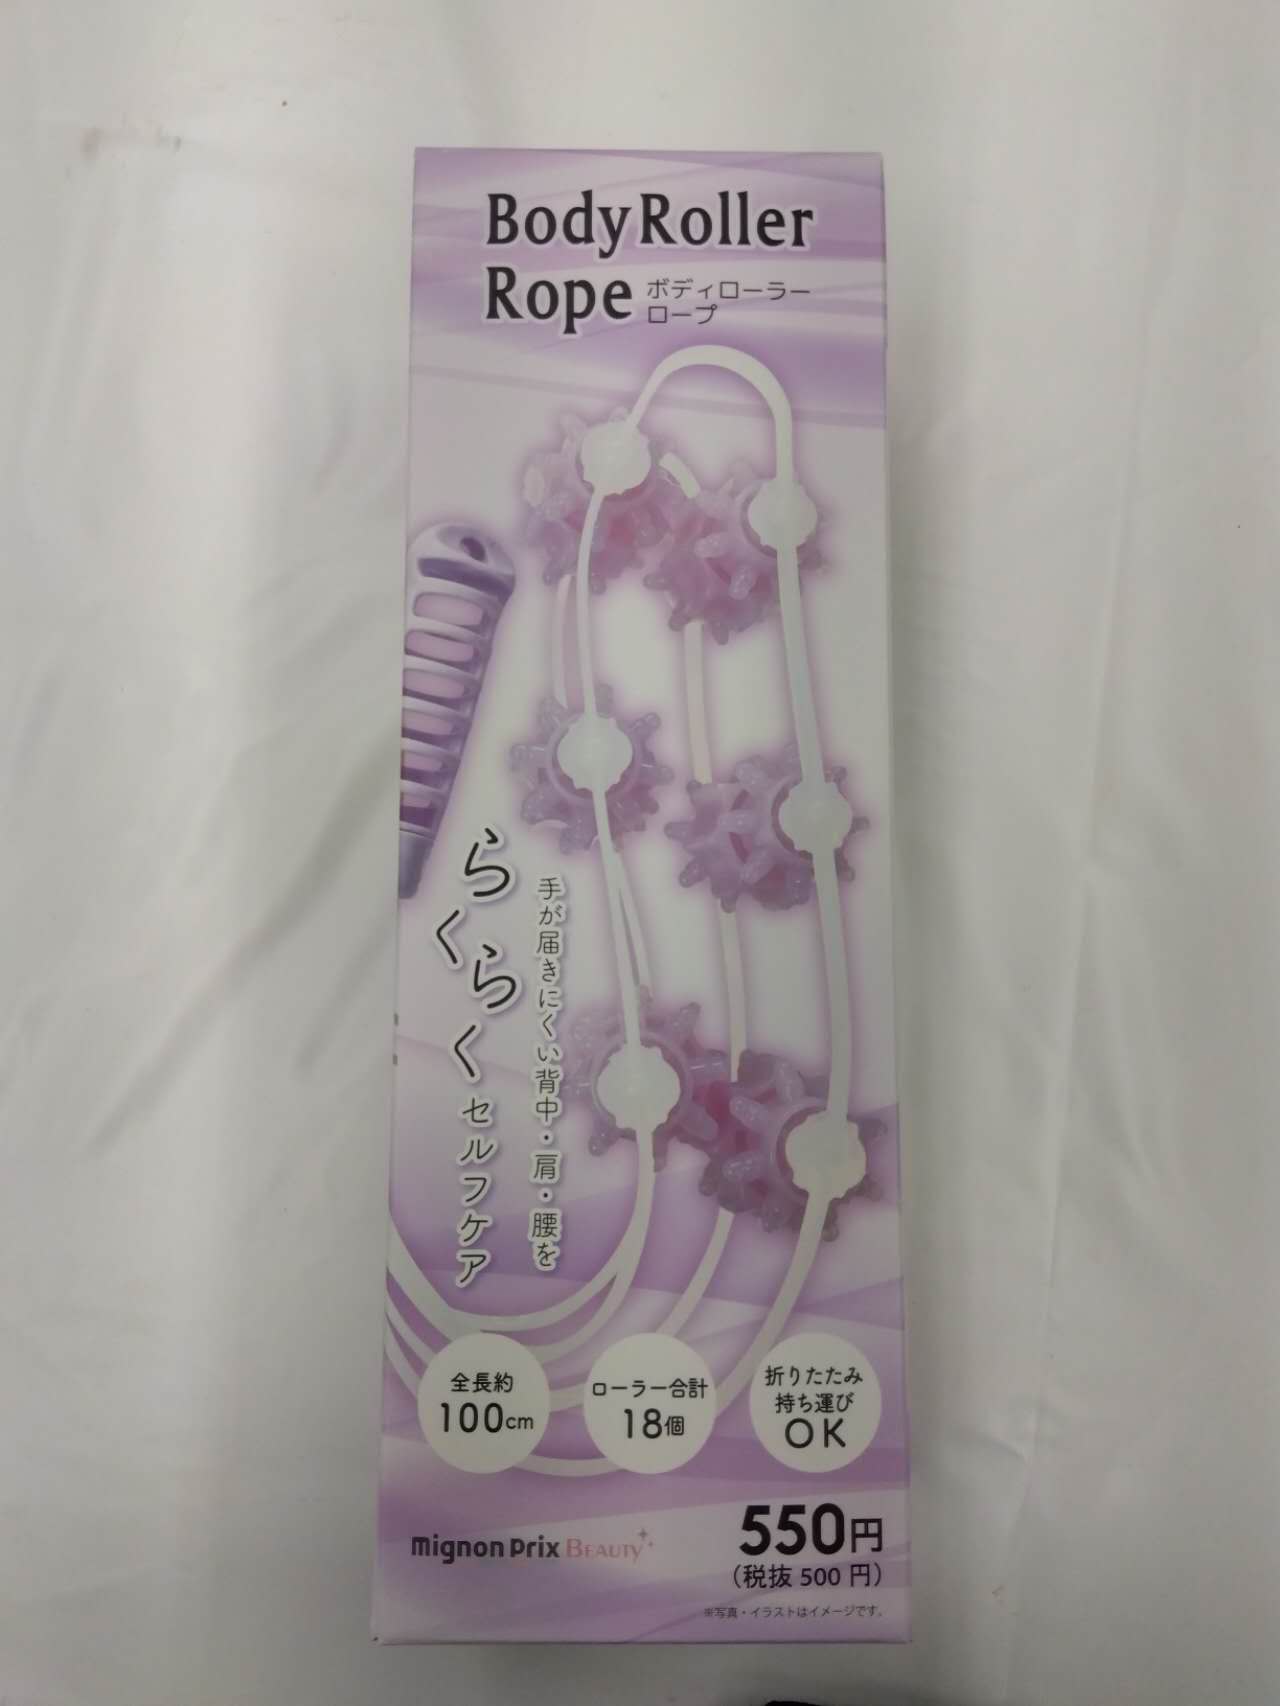 Body Roller
Rope
ボディローラー
ロープ
手が届きにくい背中・肩・腰を
らくらくセルフケア
全長約
100cm
ローラー合計
18個
折りたたみ
持ち運び
OK
mignon prix BEAUTY
550円
(税抜 500 円)
※写真・イラストはイメージです。